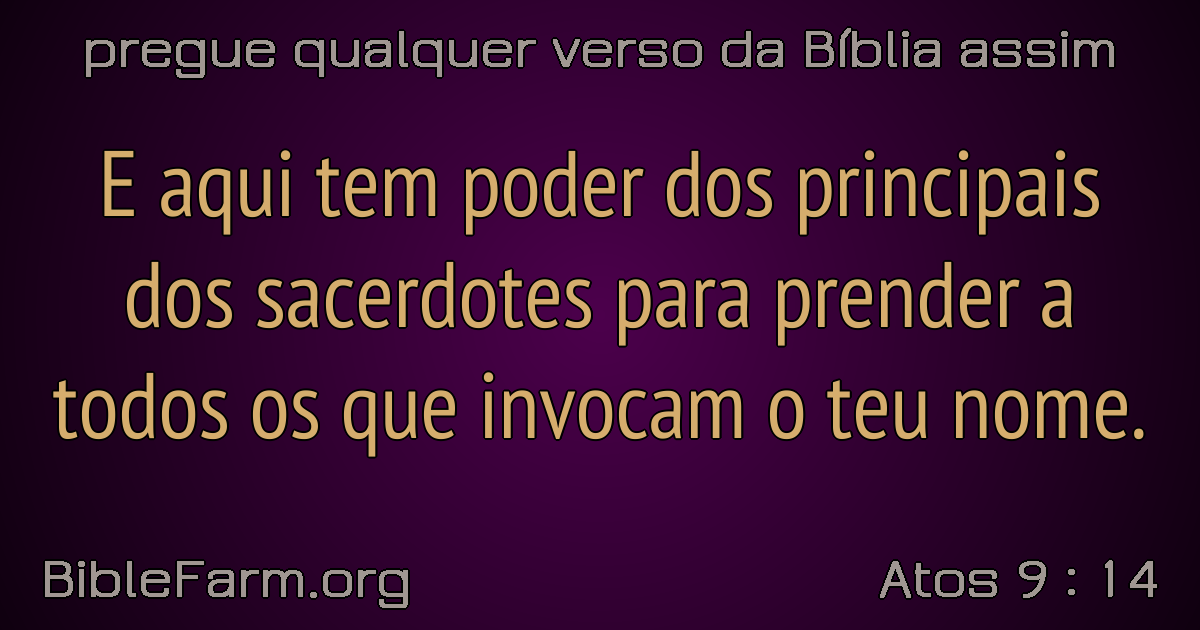 pregue qualquer verso da Bíblia assim
E aqui tem poder dos principais
dos sacerdotes para prender a
todos os que invocam o teu nome.
BibleFarm.org
Atos 9 : 14